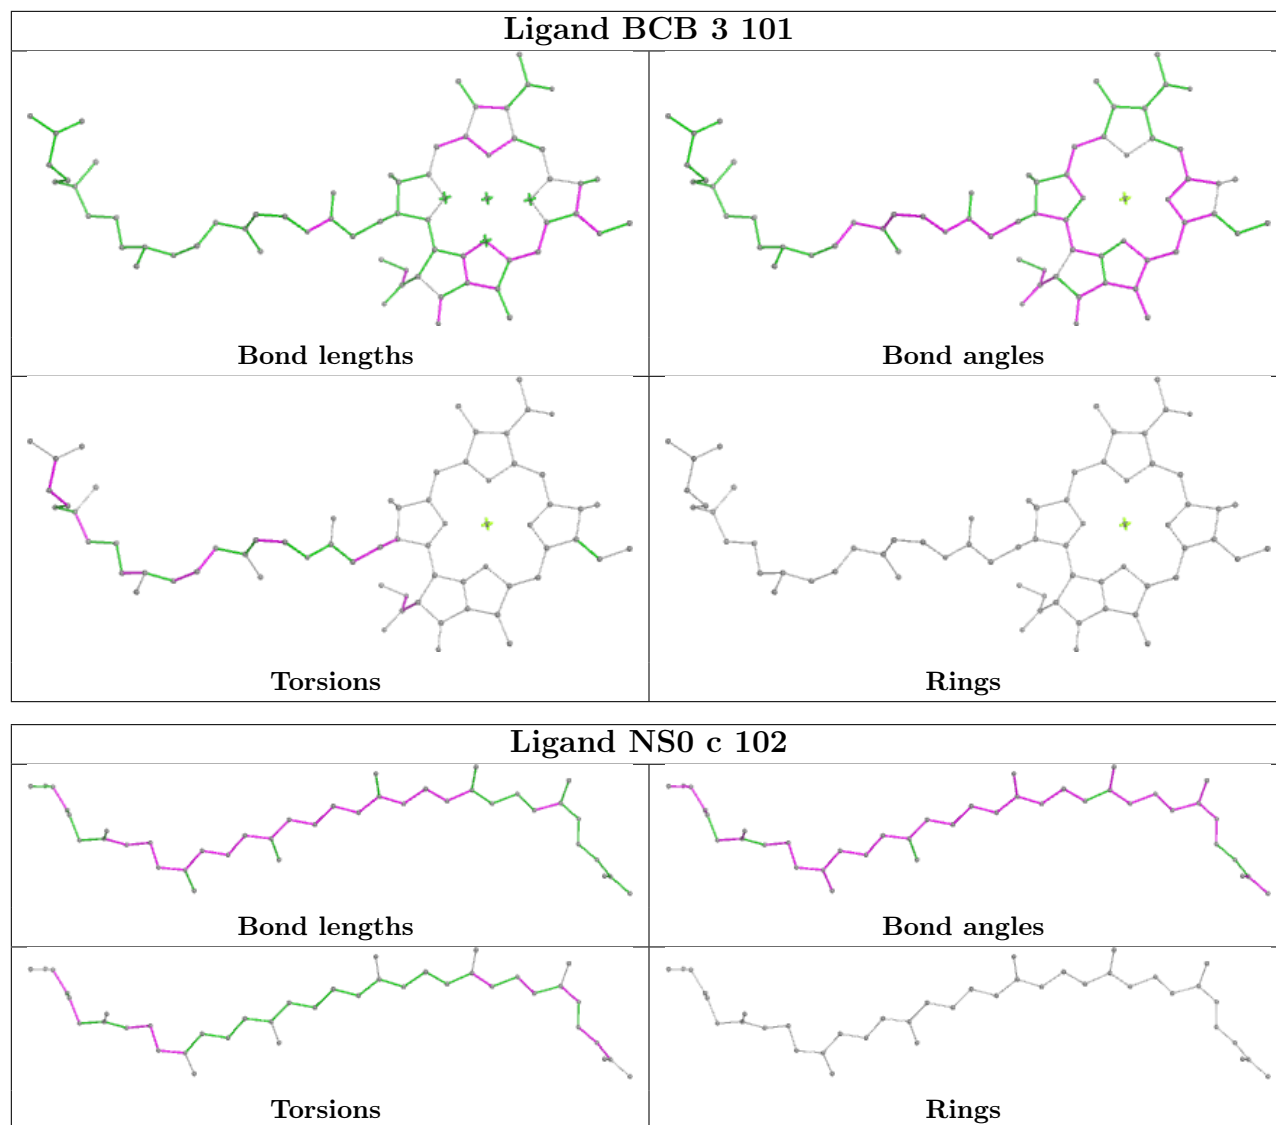 Ligand BCB 3 101
Bond lengths
Bond angles
Torsions
Rings
Ligand NS0 c 102
Bond lengths
Bond angles
Torsions
Rings